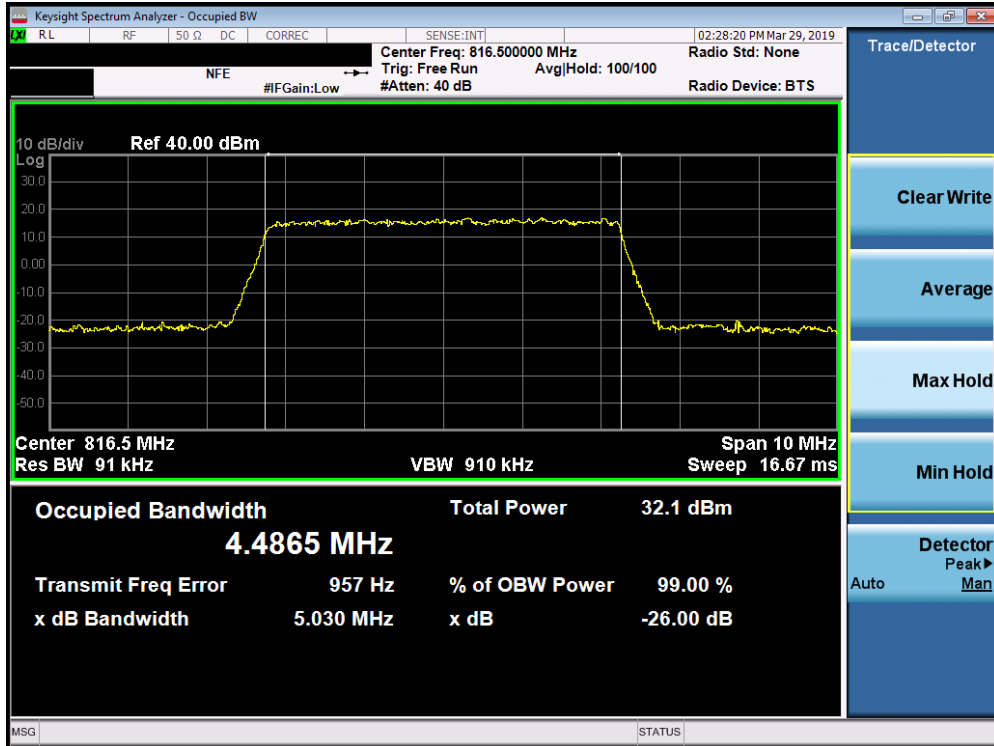 Keysight Spectrum Analyzer - Occupied BW
LXI RL RF 50 Ω DC CORREC SENSE:INT 02:28:20 PM Mar 29, 2019
Center Freq: 816.500000 MHz Radio Std: None
NFE Trig: Free Run Avg|Hold: 100/100
#IFGain:Low #Atten: 40 dB Radio Device: BTS
10 dB/div Ref 40.00 dBm
Log
30.0
20.0
10.0
0.00
-10.0
-20.0
-30.0
-40.0
-50.0
Center 816.5 MHz Span 10 MHz
Res BW 91 kHz VBW 910 kHz Sweep 16.67 ms
Occupied Bandwidth Total Power 32.1 dBm
4.4865 MHz
Transmit Freq Error 957 Hz % of OBW Power 99.00 %
x dB Bandwidth 5.030 MHz x dB -26.00 dB
MSG STATUS
Trace/Detector
Clear Write
Average
Max Hold
Min Hold
Detector
Peak▶
Auto Man